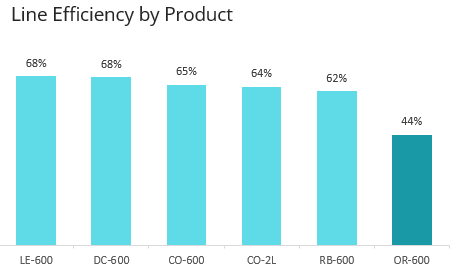 Line Efficiency by Product
68% 68% 65% 64% 62% 44%
LE-600 DC-600 CO-600 CO-2L RB-600 OR-600